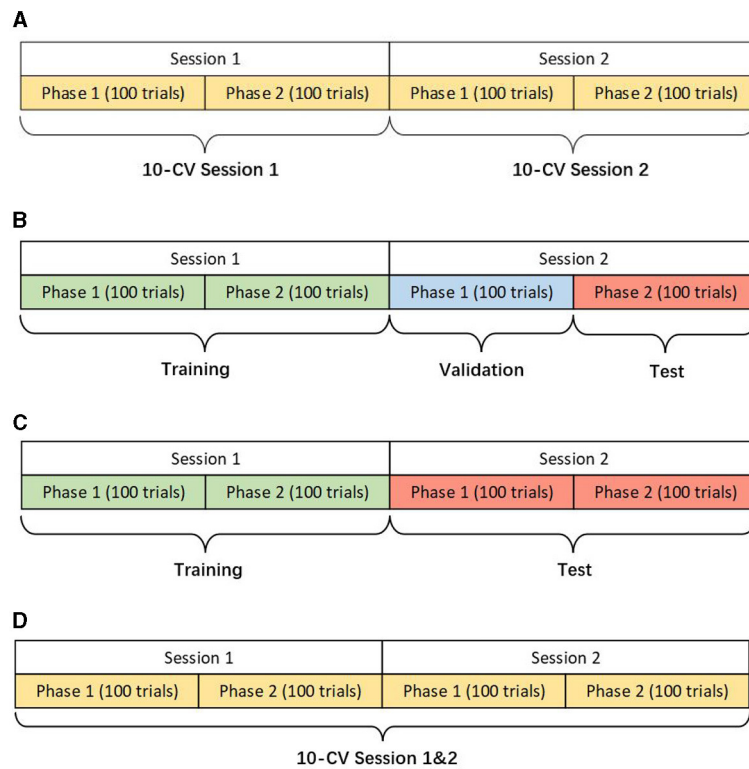 A
Session 1 Session 2
Phase 1 (100 trials) Phase 2 (100 trials) Phase 1 (100 trials) Phase 2 (100 trials)
10-CV Session 1 10-CV Session 2
B
Session 1 Session 2
Phase 1 (100 trials) Phase 2 (100 trials) Phase 1 (100 trials) Phase 2 (100 trials)
Training Validation Test
C
Session 1 Session 2
Phase 1 (100 trials) Phase 2 (100 trials) Phase 1 (100 trials) Phase 2 (100 trials)
Training Test
D
Session 1 Session 2
Phase 1 (100 trials) Phase 2 (100 trials) Phase 1 (100 trials) Phase 2 (100 trials)
10-CV Session 1&2